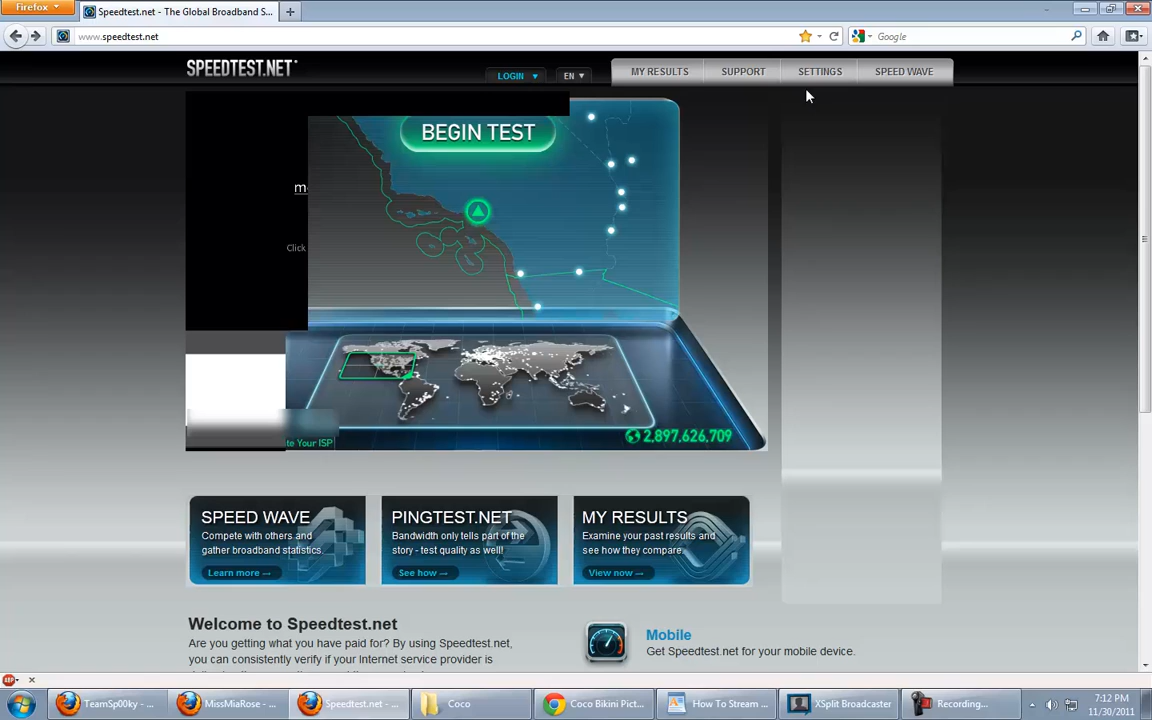 Firefox
Speedtest.net - The Global Broadband S...
www.speedtest.net
Google
SPEEDTEST.NET
LOGIN
EN
MY RESULTS
SUPPORT
SETTINGS
SPEED WAVE
BEGIN TEST
m
Click
te Your ISP
2,897,626,709
SPEED WAVE
Compete with others and
gather broadband statistics.
Learn more
PINGTEST.NET
Bandwidth only tells part of the
story - test quality as well!
See how
MY RESULTS
Examine your past results and
see how they compare.
View now
Welcome to Speedtest.net
Are you getting what you have paid for? By using Speedtest.net,
you can consistently verify if your Internet service provider is
Mobile
Get Speedtest.net for your mobile device.
ABP
TeamSp00ky - ...
MissMiaRose - ...
Speedtest.net - ...
Coco
Coco Bikini Pict...
How To Stream ...
XSplit Broadcaster
Recording...
7:12 PM
11/30/2011